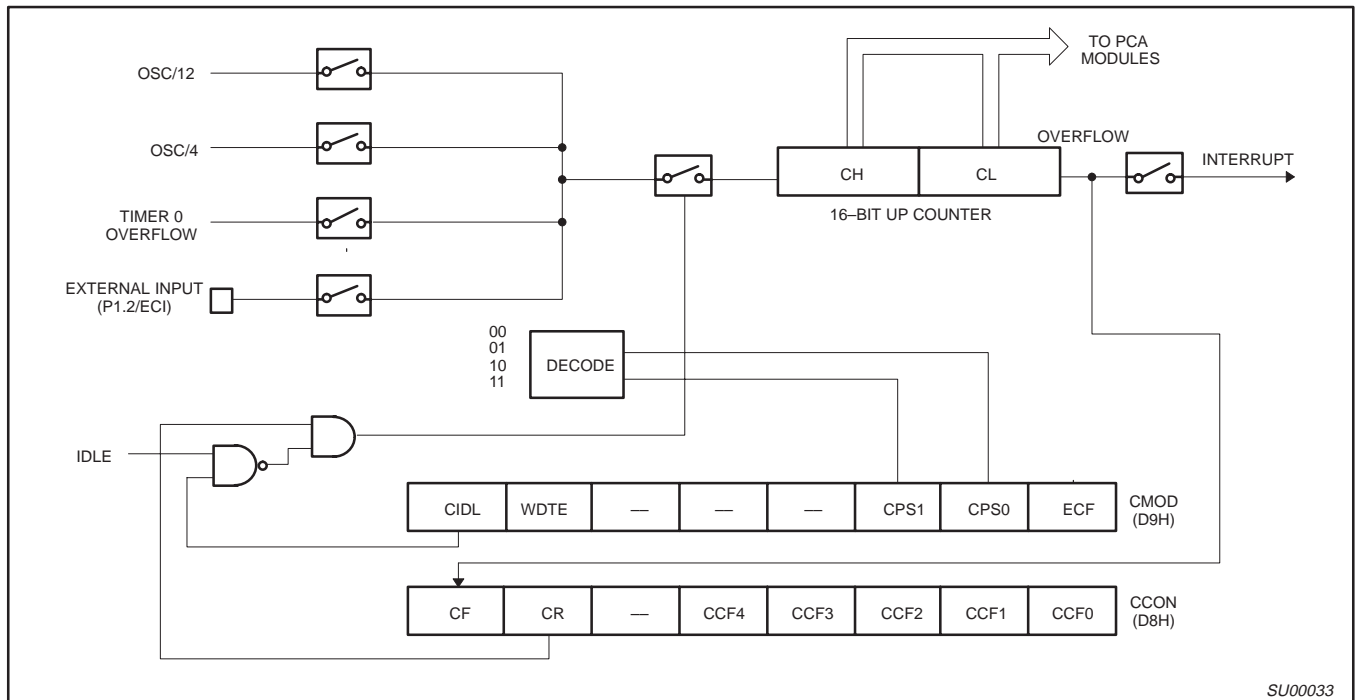 OSC/12
OSC/4
TIMER 0
OVERFLOW
EXTERNAL INPUT
(P1.2/ECI)
TO PCA
MODULES
OVERFLOW
INTERRUPT
CH CL
16–BIT UP COUNTER
00
01
10
11
DECODE
IDLE
CIDL WDTE –– –– –– CPS1 CPS0 ECF
CMOD
(D9H)
CF CR –– CCF4 CCF3 CCF2 CCF1 CCF0
CCON
(D8H)
SU00033